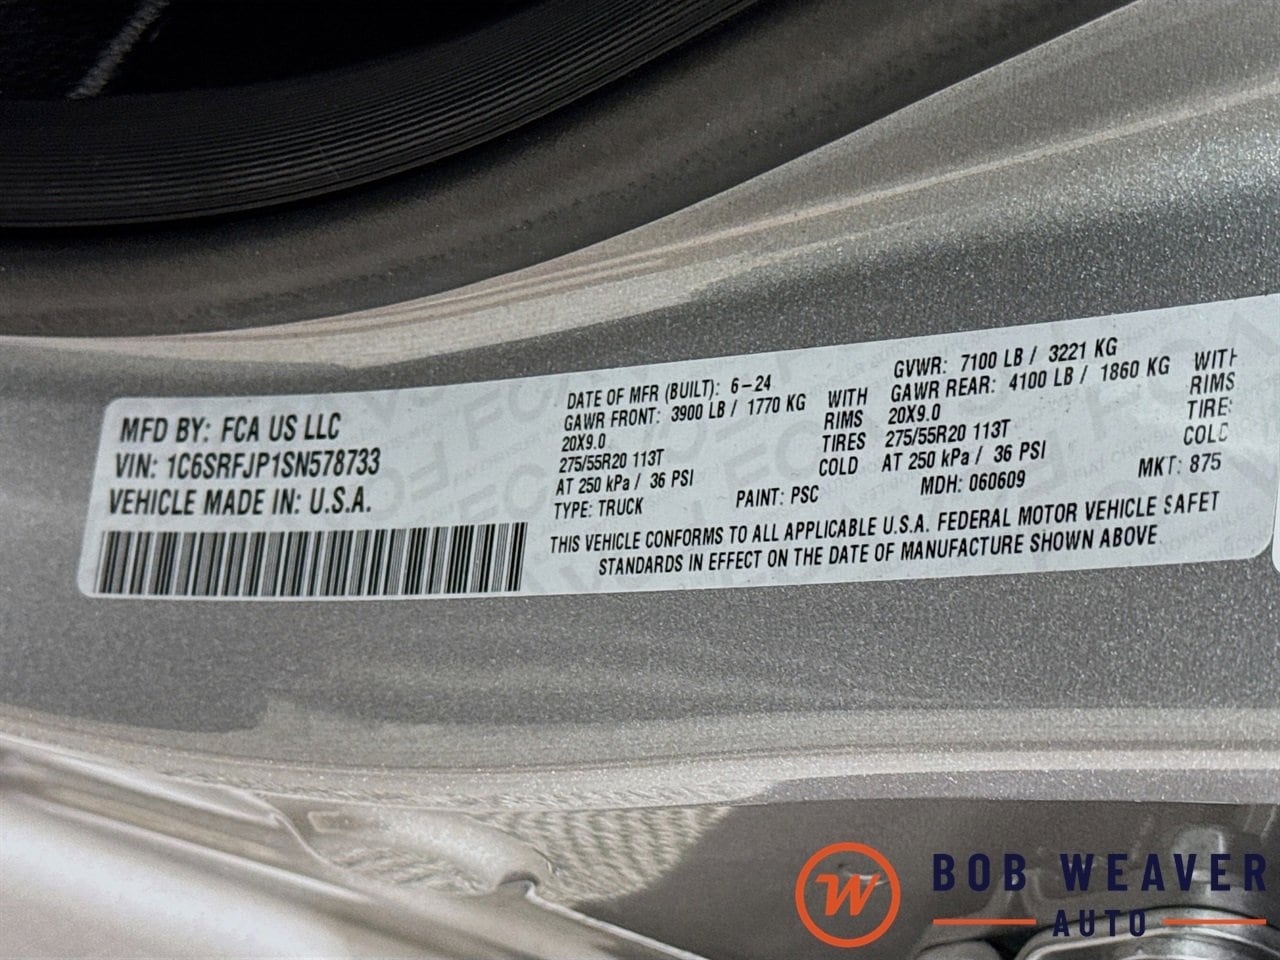 MFD BY: FCA US LLC
VIN: 1C6SRFJP1SN578733
VEHICLE MADE IN: U.S.A.
DATE OF MFR (BUILT): 6-24
GAWR FRONT: 3900 LB / 1770 KG WITH
20X9.0 RIMS
275/55R20 113T TIRES
AT 250 kPa / 36 PSI COLD
TYPE: TRUCK PAINT: PSC
GVWR: 7100 LB / 3221 KG
GAWR REAR: 4100 LB / 1860 KG WITH
20X9.0 RIMS
275/55R20 113T TIRE
AT 250 kPa / 36 PSI COLD
MDH: 060609 MKT: 875
THIS VEHICLE CONFORMS TO ALL APPLICABLE U.S.A. FEDERAL MOTOR VEHICLE SAFET
STANDARDS IN EFFECT ON THE DATE OF MANUFACTURE SHOWN ABOVE
W BOB WEAVER
AUTO